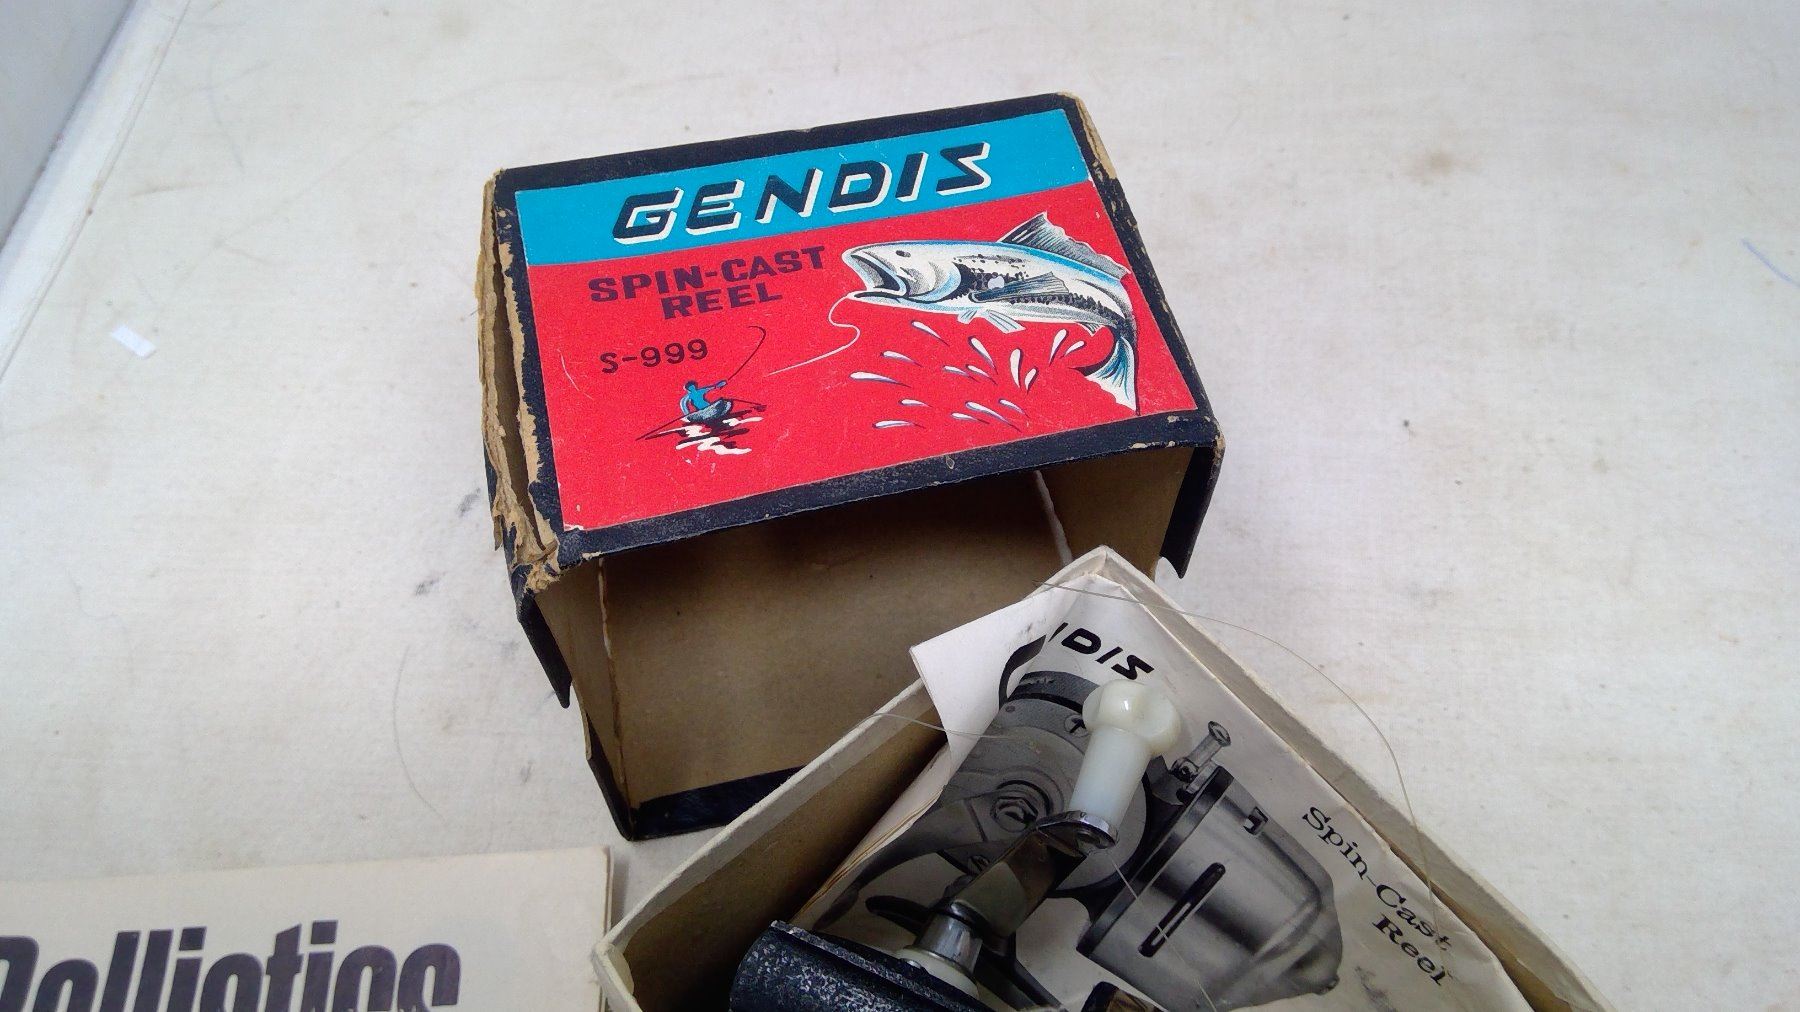 GENDIS
SPIN-CAST
REEL
S-999
NDIS
Spin-Cast
Reel